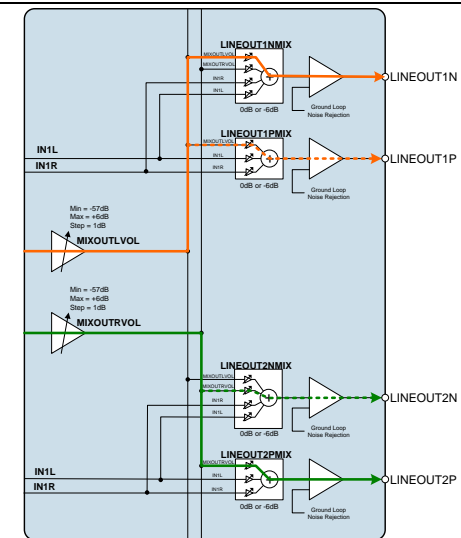 LINEOUT1NMIX
MIXOUTLVOL
MIXOUTRVOL
IN1R
IN1L
LINEOUT1N
0dB or -6dB
Ground Loop
Noise Rejection
LINEOUT1PMIX
MIXOUTLVOL
IN1L
IN1R
IN1R
IN1L
LINEOUT1P
0dB or -6dB
Ground Loop
Noise Rejection
Min = -57dB
Max = +6dB
Step = 1dB
MIXOUTLVOL
Min = -57dB
Max = +6dB
Step = 1dB
MIXOUTRVOL
LINEOUT2NMIX
MIXOUTLVOL
MIXOUTRVOL
IN1R
IN1L
LINEOUT2N
0dB or -6dB
Ground Loop
Noise Rejection
LINEOUT2PMIX
MIXOUTRVOL
IN1L
IN1R
IN1L
IN1R
LINEOUT2P
0dB or -6dB
Ground Loop
Noise Rejection